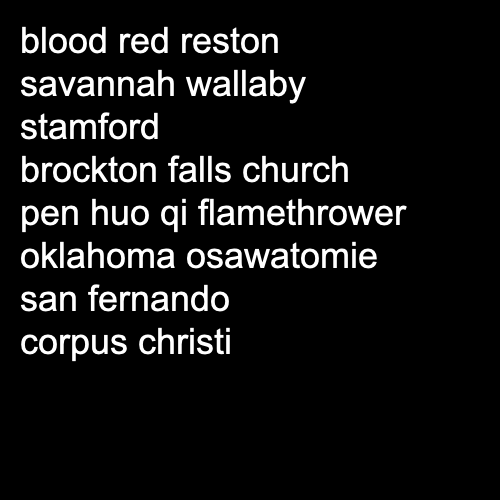 blood red reston
savannah wallaby
stamford
brockton falls church
pen huo qi flamethrower
oklahoma osawatomie
san fernando
corpus christi